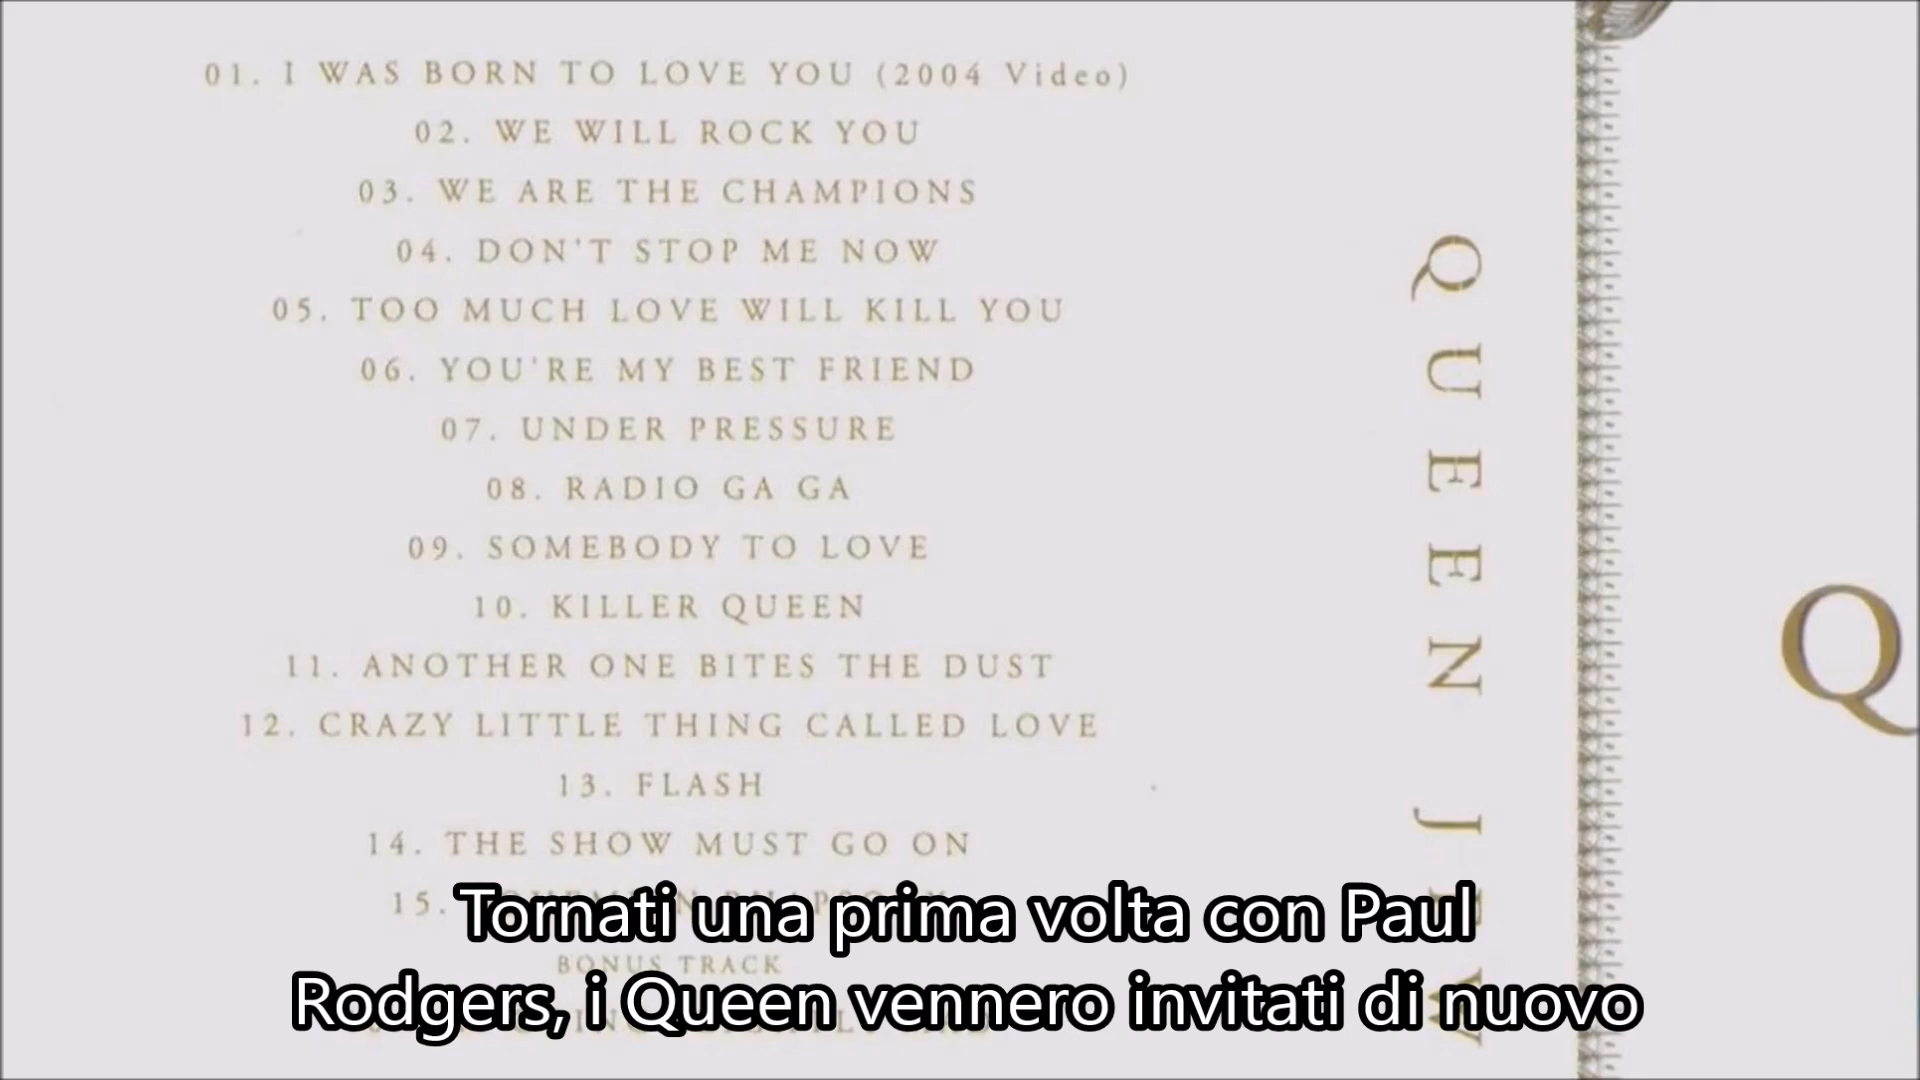 01. I WAS BORN TO LOVE YOU (2004 Video)
02. WE WILL ROCK YOU
03. WE ARE THE CHAMPIONS
04. DON'T STOP ME NOW
05. TOO MUCH LOVE WILL KILL YOU
06. YOU'RE MY BEST FRIEND
07. UNDER PRESSURE
08. RADIO GA GA
09. SOMEBODY TO LOVE
10. KILLER QUEEN
11. ANOTHER ONE BITES THE DUST
12. CRAZY LITTLE THING CALLED LOVE
13. FLASH
14. THE SHOW MUST GO ON
15.
BONUS TRACK
QUEEN
Q
Tornati una prima volta con Paul
Rodgers, i Queen vennero invitati di nuovo